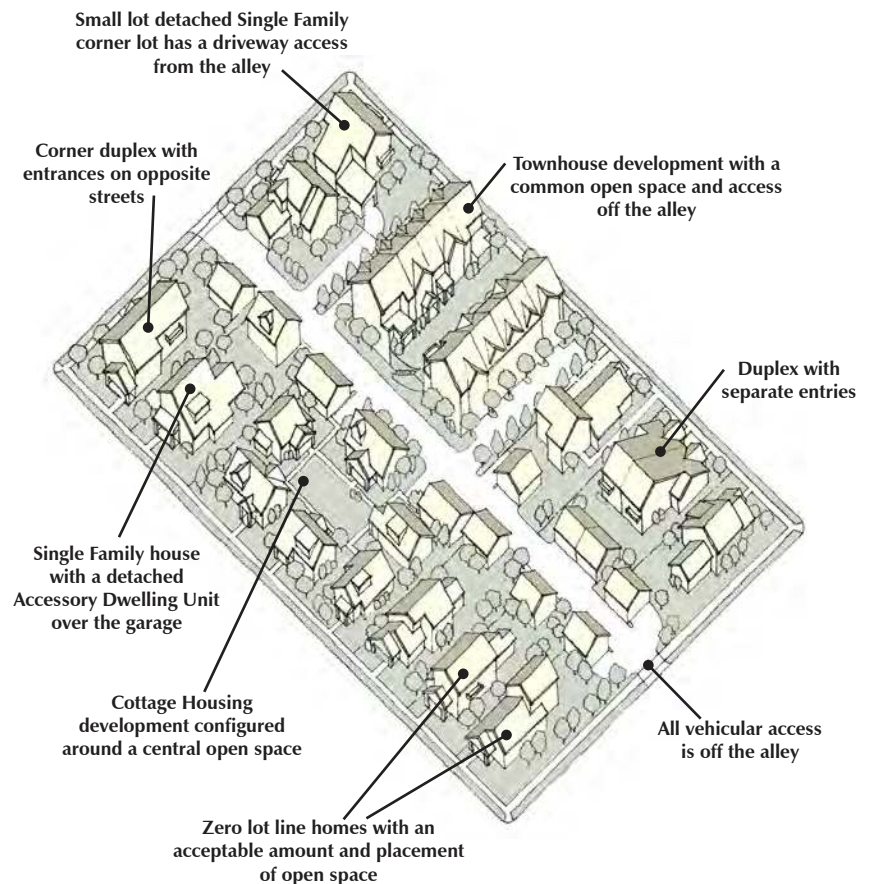 Small lot detached Single Family
corner lot has a driveway access
from the alley
Corner duplex with
entrances on opposite
streets
Townhouse development with a
common open space and access
off the alley
Duplex with
separate entries
Single Family house
with a detached
Accessory Dwelling Unit
over the garage
Cottage Housing
development configured
around a central open space
All vehicular access
is off the alley
Zero lot line homes with an
acceptable amount and placement
of open space